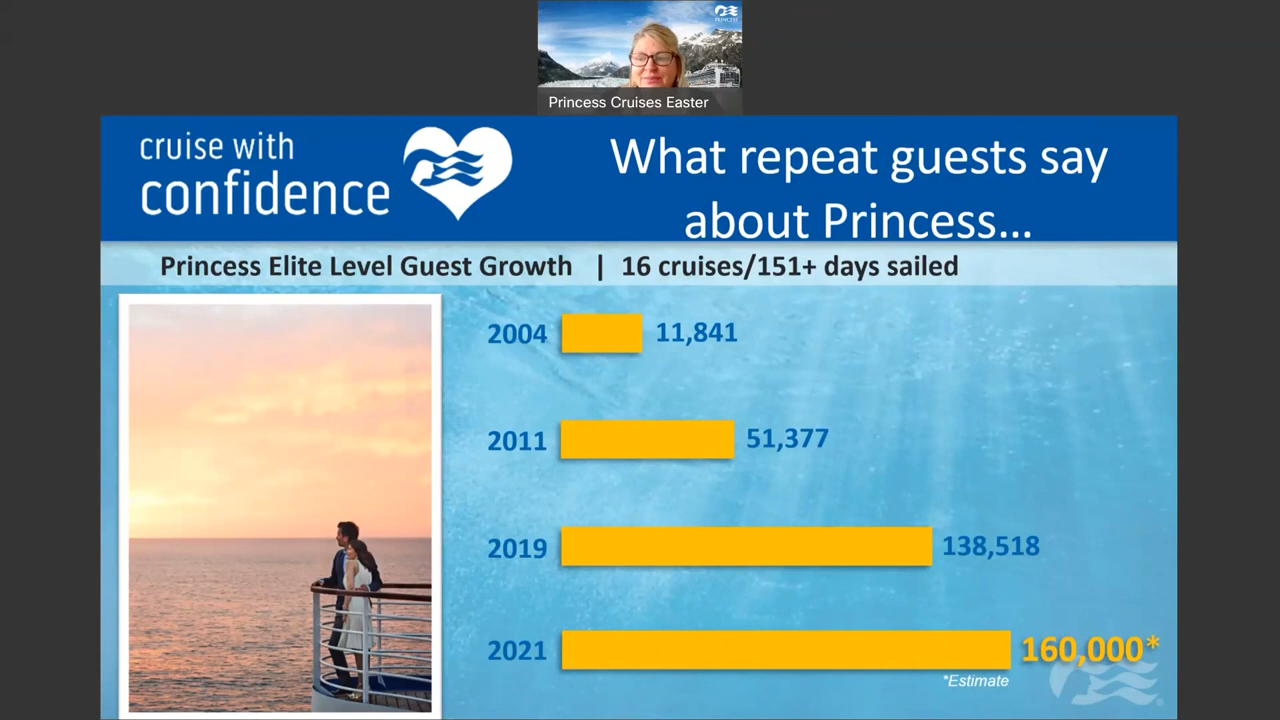 PRINCESS
Princess Cruises Easter
cruise with
confidence
What repeat guests say
about Princess...
Princess Elite Level Guest Growth | 16 cruises/151+ days sailed
2004 11,841
2011 51,377
2019 138,518
2021 160,000*
*Estimate